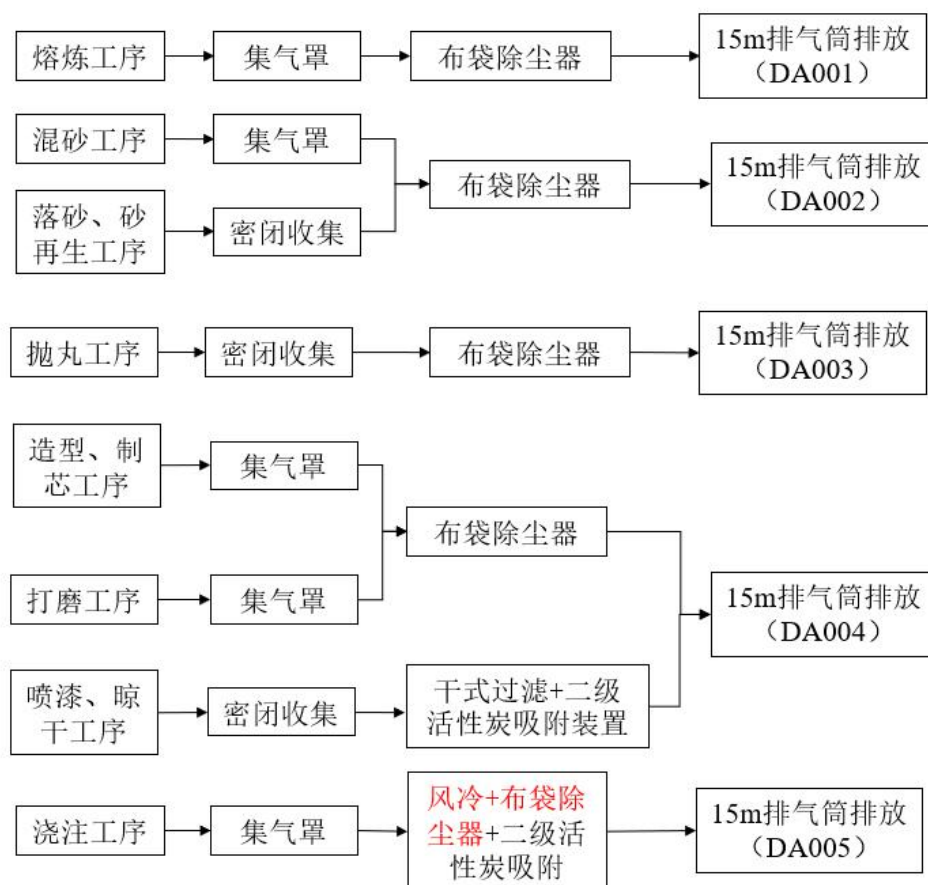 熔炼工序
集气罩
布袋除尘器
15m排气筒排放
（DA001）
混砂工序
集气罩
落砂、砂
再生工序
密闭收集
布袋除尘器
15m排气筒排放
（DA002）
抛丸工序
密闭收集
布袋除尘器
15m排气筒排放
（DA003）
造型、制
芯工序
集气罩
打磨工序
集气罩
布袋除尘器
喷漆、晾
干工序
密闭收集
干式过滤+二级
活性炭吸附装置
15m排气筒排放
（DA004）
浇注工序
集气罩
风冷+布袋除
尘器+二级活
性炭吸附
15m排气筒排放
（DA005）